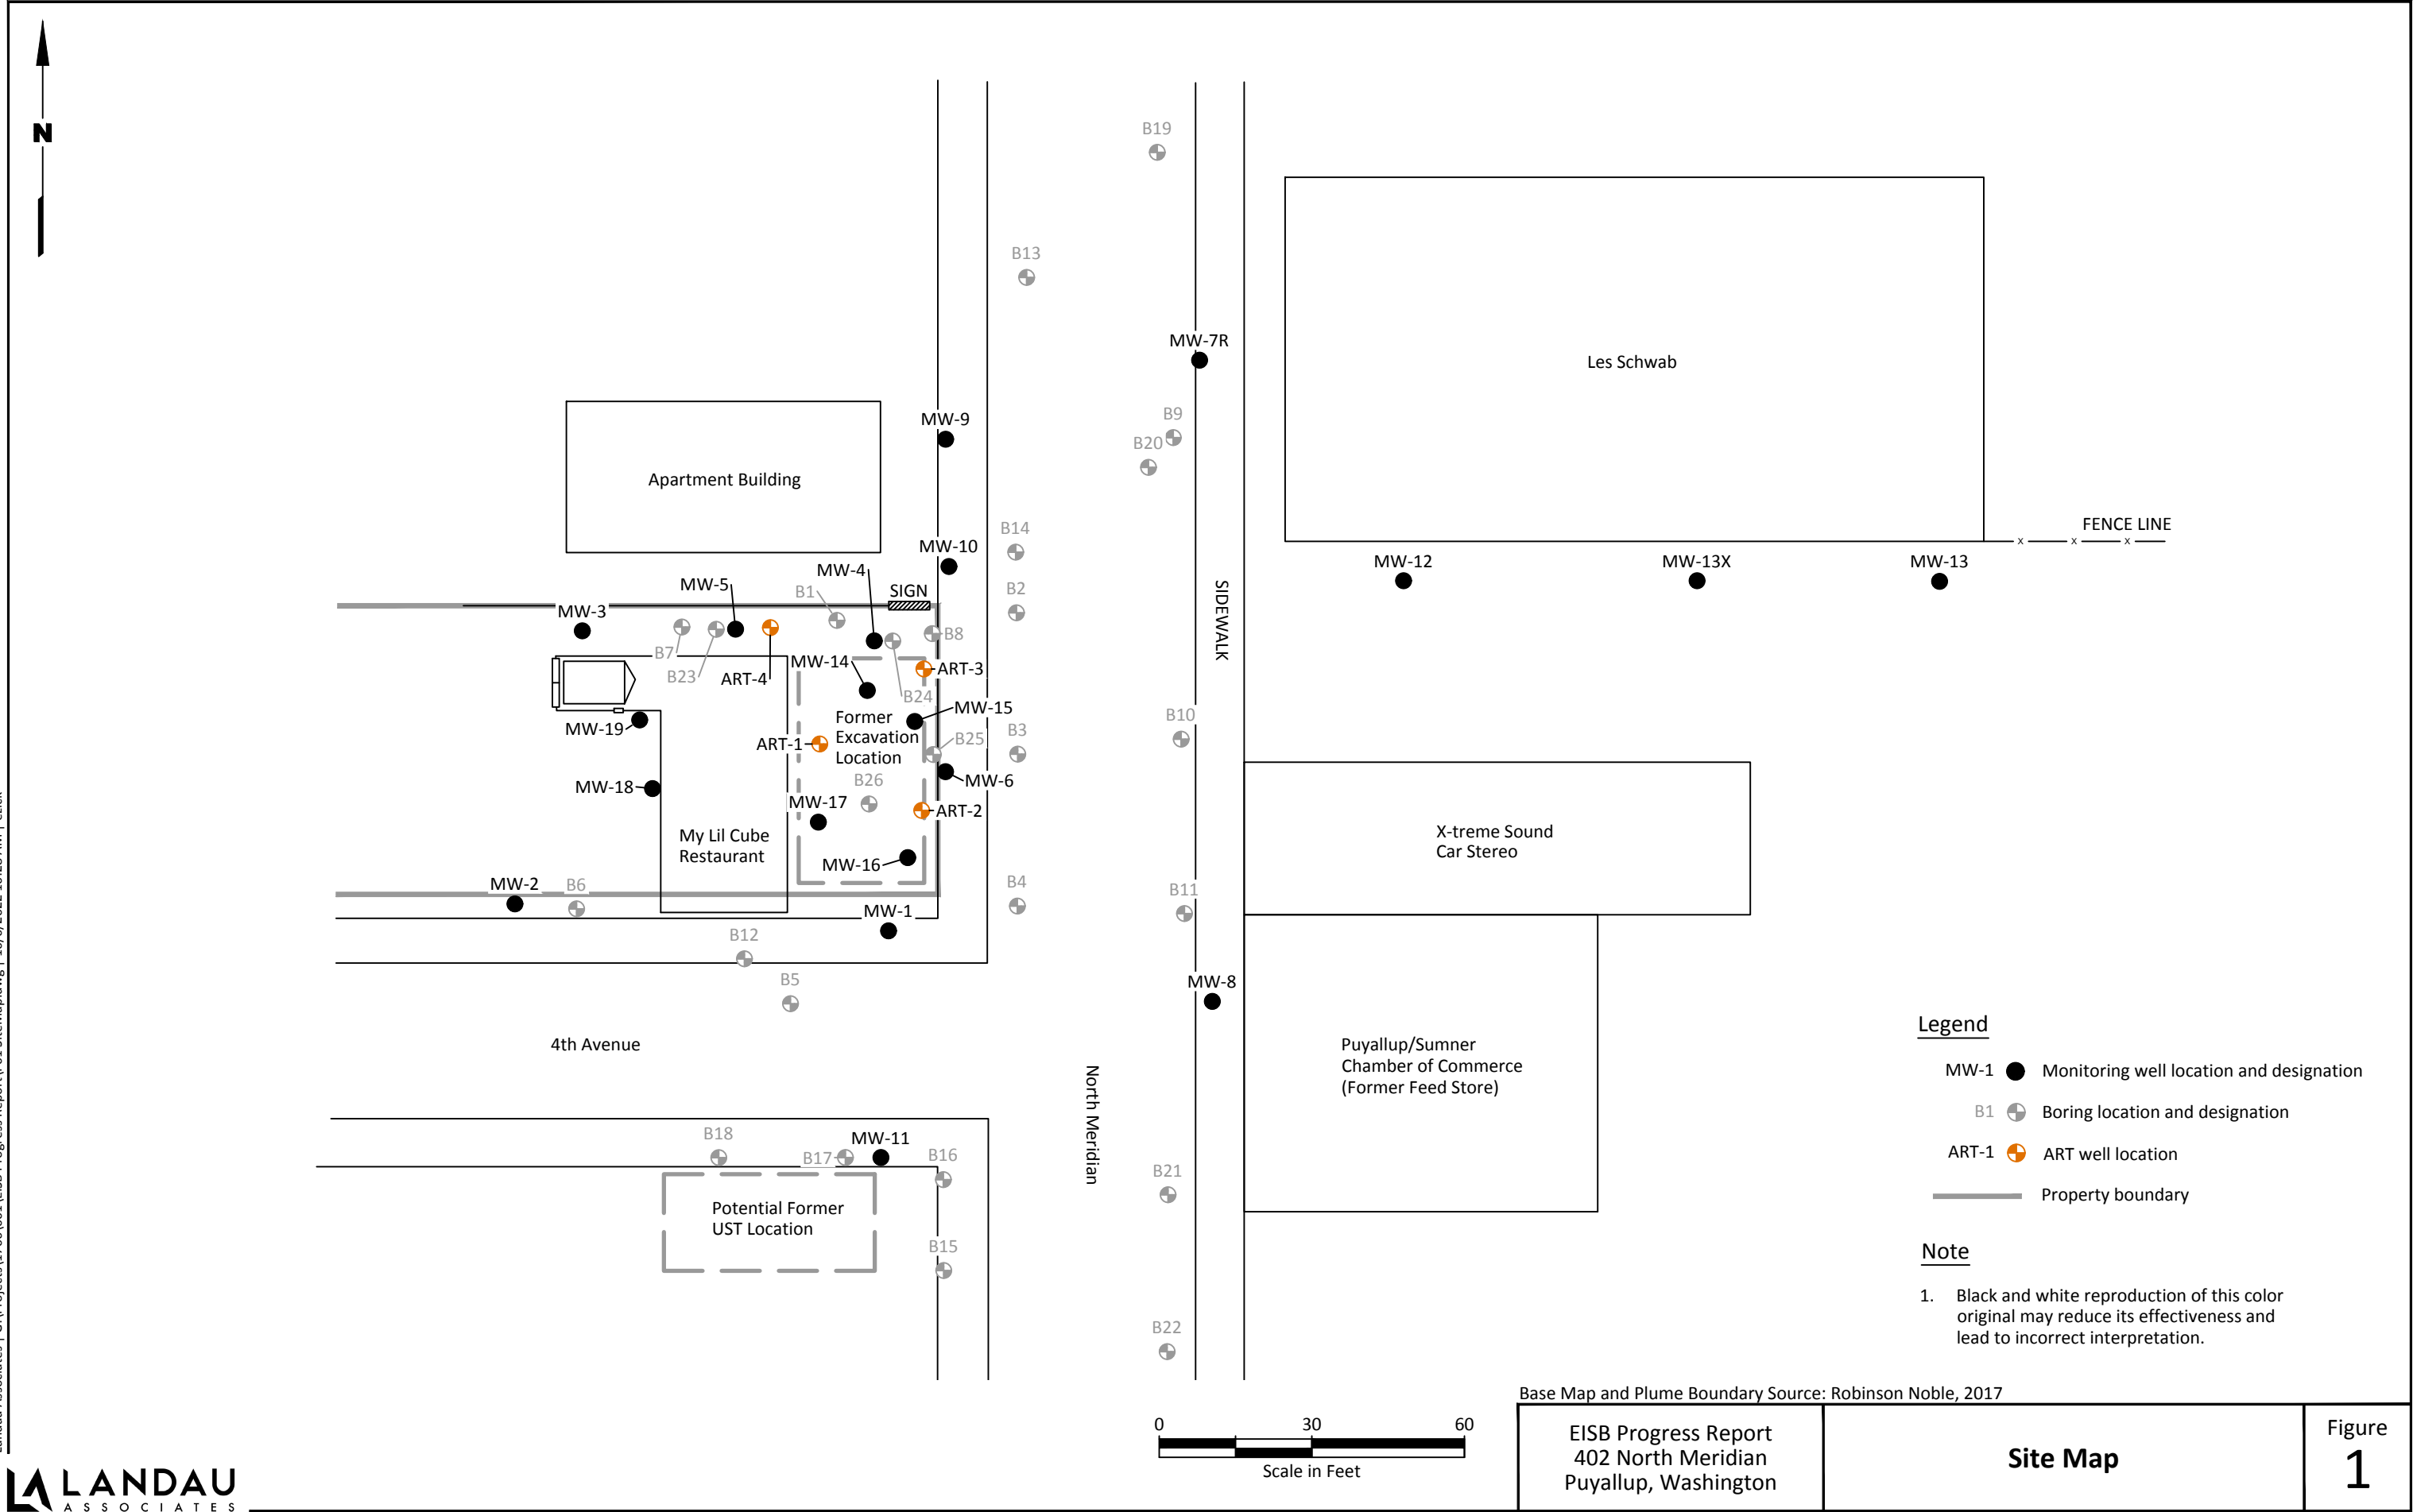 N
B19
B13
MW-7R
Les Schwab
MW-9
B9
B20
Apartment Building
B14
FENCE LINE
x x x
MW-10
MW-12
MW-13X
MW-13
MW-4
MW-5
B1
SIGN
B2
SIDEWALK
MW-3
B8
B7
MW-14
ART-3
B23
ART-4
B24
MW-15
B10
Former
Excavation
Location
MW-19
B3
ART-1
B25
B26
MW-6
MW-18
MW-17
ART-2
My Lil Cube
Restaurant
X-treme Sound
Car Stereo
MW-16
MW-2
B6
B4
B11
MW-1
B12
B5
MW-8
4th Avenue
North Meridian
Puyallup/Sumner
Chamber of Commerce
(Former Feed Store)
Legend
MW-1 Monitoring well location and designation
B1 Boring location and designation
ART-1 ART well location
Property boundary
B18
MW-11
B17
B16
B21
Potential Former
UST Location
B15
Note
1. Black and white reproduction of this color
original may reduce its effectiveness and
lead to incorrect interpretation.
B22
Base Map and Plume Boundary Source: Robinson Noble, 2017
0 30 60
Scale in Feet
EISB Progress Report
402 North Meridian
Puyallup, Washington
Site Map
Figure
1
LANDAU
ASSOCIATES